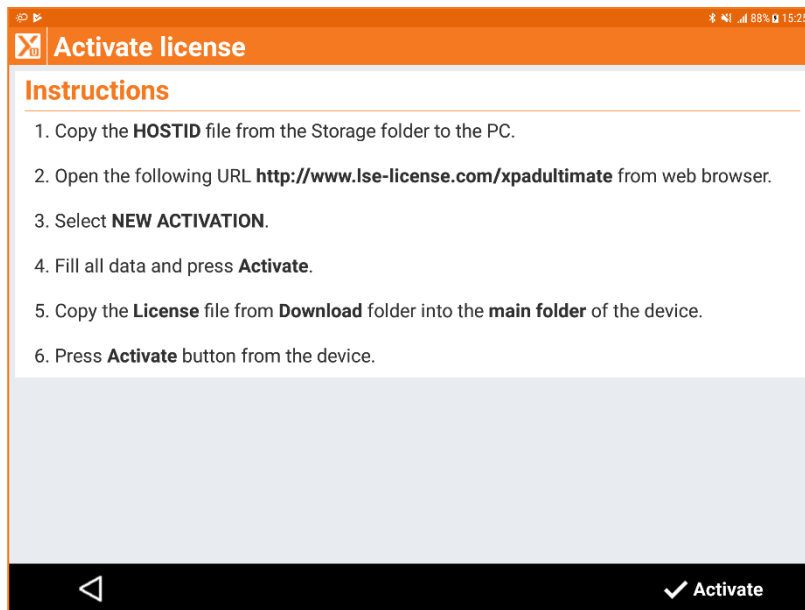 88% 15:25
Activate license
Instructions
1. Copy the HOSTID file from the Storage folder to the PC.
2. Open the following URL http://www.lse-license.com/xpadultimate from web browser.
3. Select NEW ACTIVATION.
4. Fill all data and press Activate.
5. Copy the License file from Download folder into the main folder of the device.
6. Press Activate button from the device.
Activate